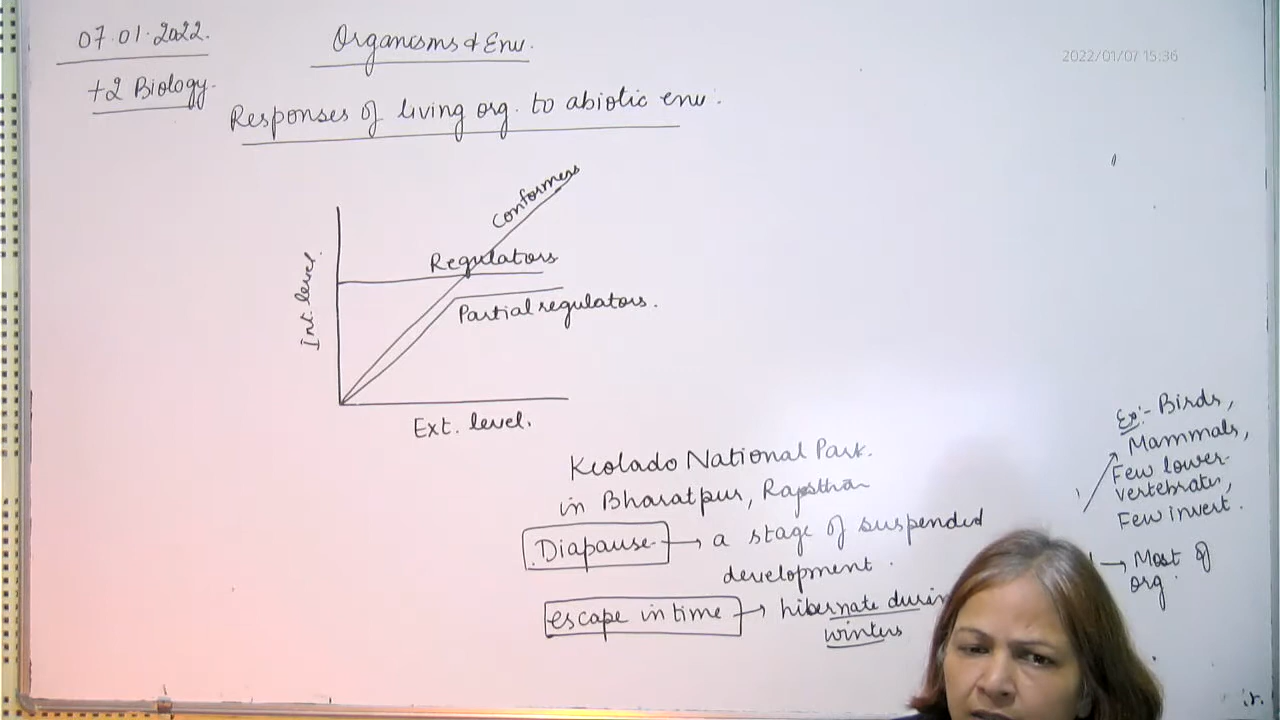 07.01.2022.
+2 Biology.
Organisms & Env.
2022/01/07 15:36
Responses of living org. to abiotic env.
Conformers
Regulators
Partial regulators.
Int. level.
Ext. level.
Keolado National Park.
in Bharatpur, Rajsthan
Diapause → a stage of suspended
development.
escape in time → hibernate durin
winters
Ex:- Birds,
Mammals,
Few lower
vertebrates,
Few invert.
→ Most of
org.